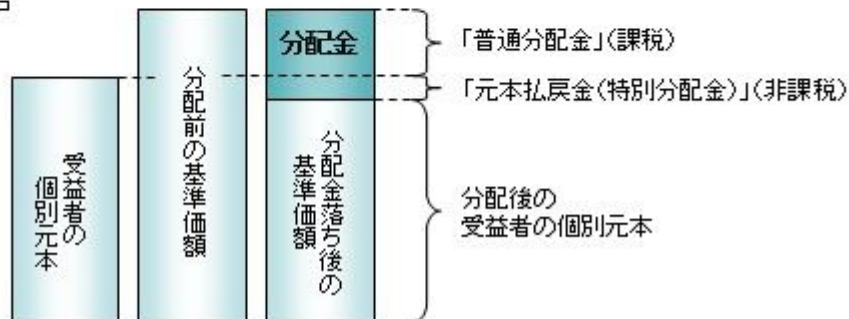 受益者の
個別元本
分配前の基準価額
分配金
分配金落ち後の
基準価額
「普通分配金」(課税)
「元本払戻金(特別分配金)」(非課税)
分配後の
受益者の個別元本